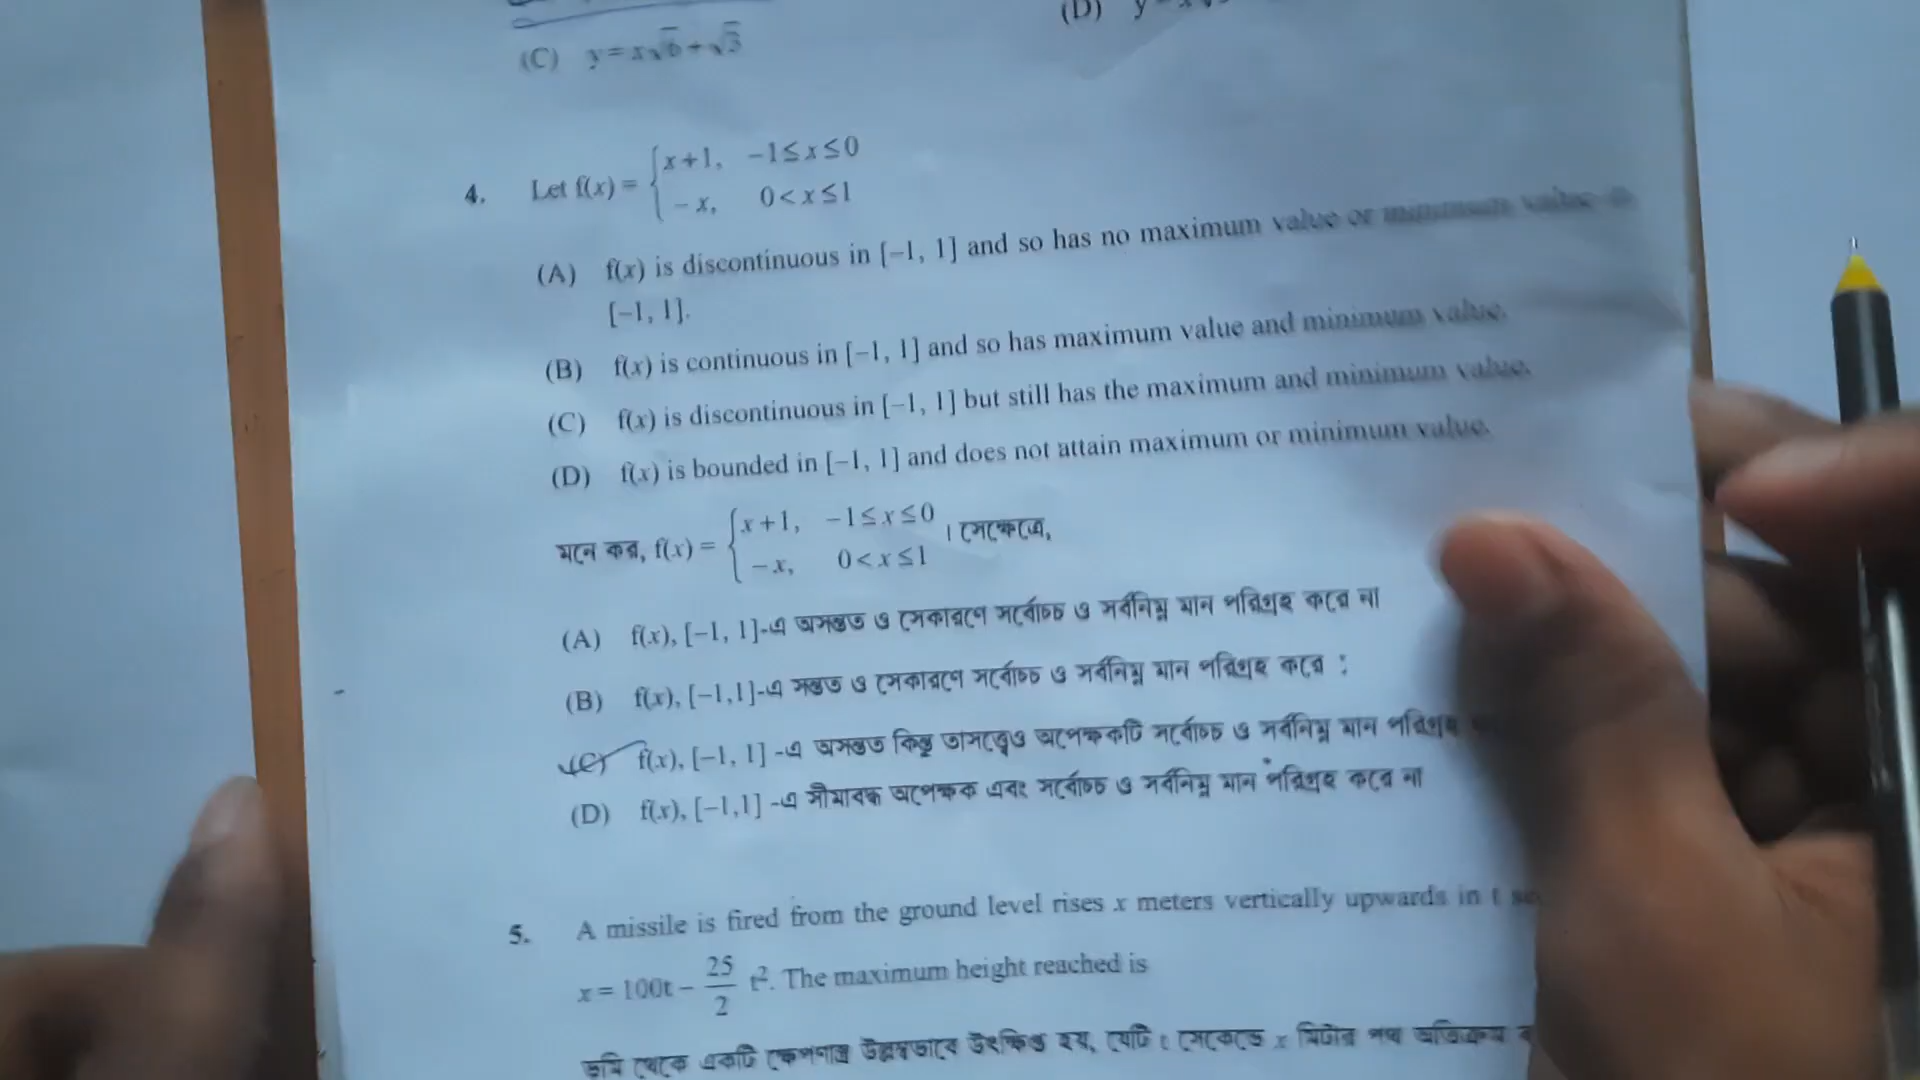 (D) y
(C) y = x√6 + √3
4. Let f(x) = { x+1, −1≤x≤0
−x, 0<x≤1
(A) f(x) is discontinuous in [−1, 1] and so has no maximum value or minimum value
[−1, 1].
(B) f(x) is continuous in [−1, 1] and so has maximum value and minimum value.
(C) f(x) is discontinuous in [−1, 1] but still has the maximum and minimum value.
(D) f(x) is bounded in [−1, 1] and does not attain maximum or minimum value.
মনে কর, f(x) = { x+1, −1≤x≤0
−x, 0<x≤1 । সেক্ষেত্রে,
(A) f(x), [−1, 1]-এ অসন্তত ও সেকারণে সর্বোচ্চ ও সর্বনিম্ন মান পরিগ্রহ করে না
(B) f(x), [−1,1]-এ সন্তত ও সেকারণে সর্বোচ্চ ও সর্বনিম্ন মান পরিগ্রহ করে ;
(C) f(x), [−1, 1] -এ অসন্তত কিন্তু তাসত্ত্বেও অপেক্ষকটি সর্বোচ্চ ও সর্বনিম্ন মান পরিগ্রহ
(D) f(x), [−1,1] -এ সীমাবদ্ধ অপেক্ষক এবং সর্বোচ্চ ও সর্বনিম্ন মান পরিগ্রহ করে না
5. A missile is fired from the ground level rises x meters vertically upwards in t
x = 100t − 25/2 t². The maximum height reached is
ভূমি থেকে একটি ক্ষেপণাস্ত্র উল্লম্বভাবে উৎক্ষিপ্ত হয়, যেটি t সেকেন্ডে x মিটার পথ অতিক্রম